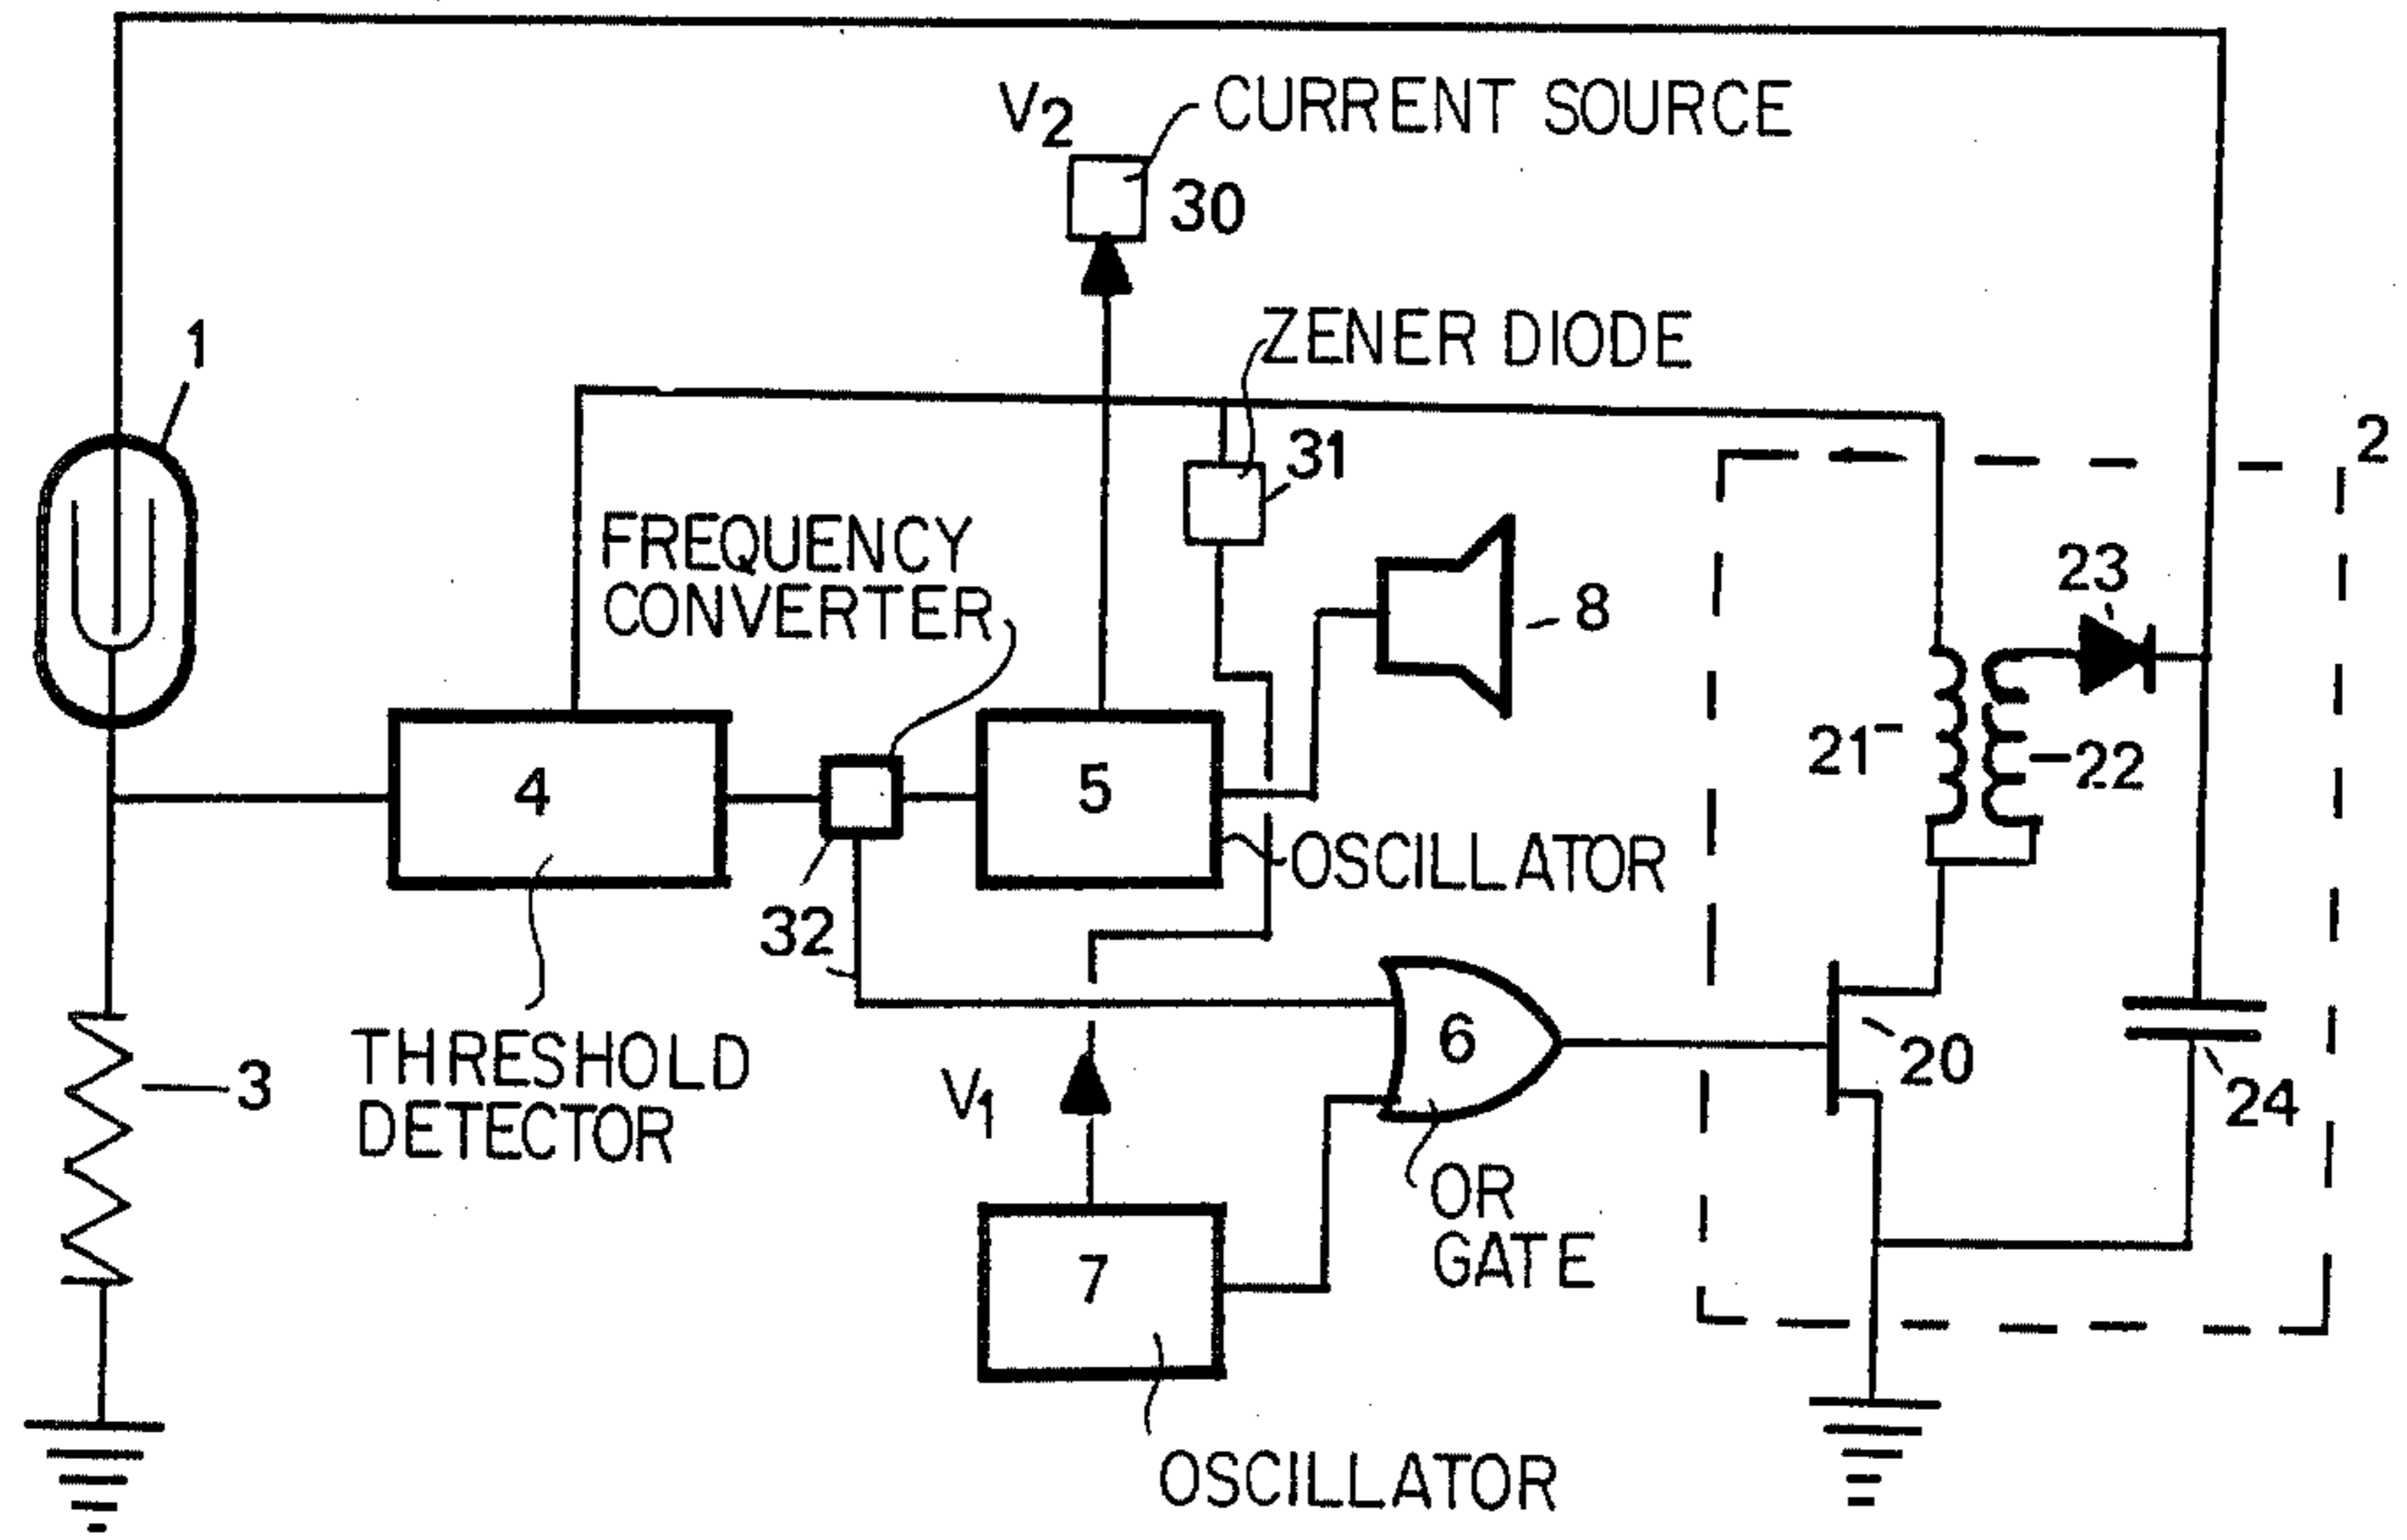 V2
CURRENT SOURCE
30
ZENER DIODE
1
31
2
FREQUENCY
CONVERTER
23
8
21
22
4
5
OSCILLATOR
32
6
20
THRESHOLD
DETECTOR
3
V1
24
OR
GATE
7
OSCILLATOR